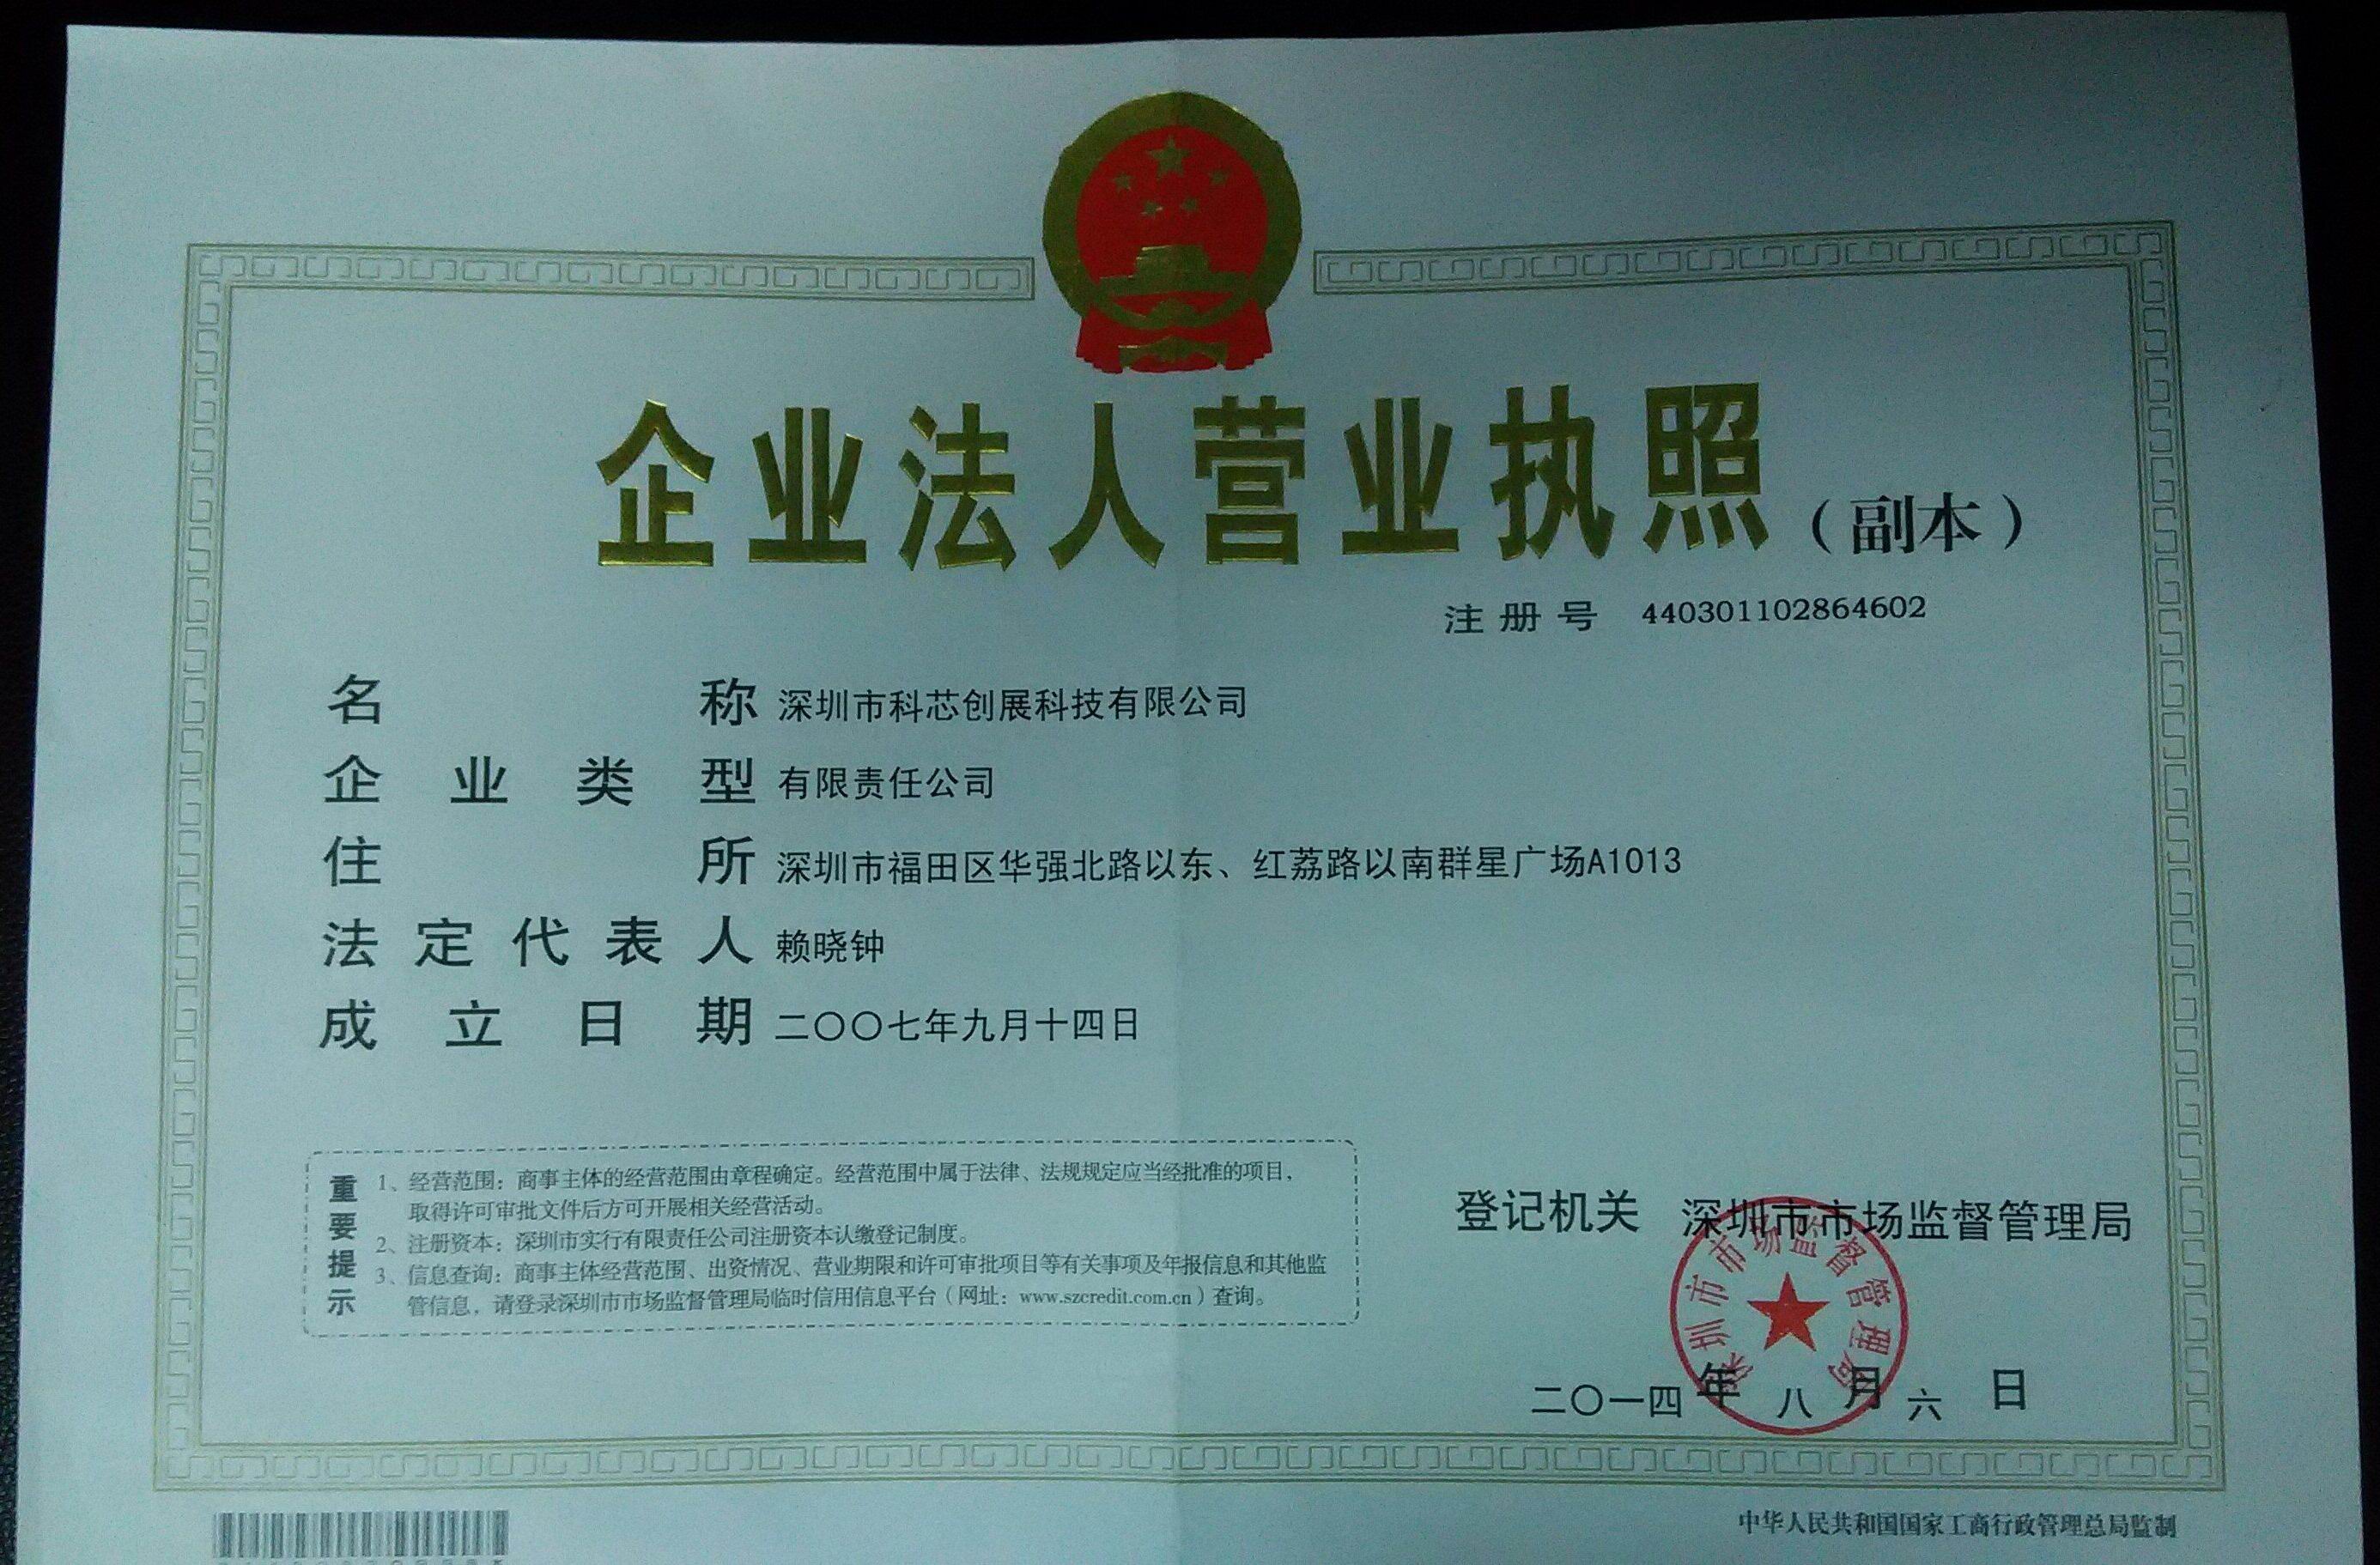 企业法人营业执照（副本）
注册号 440301102864602
名称 深圳市科芯创展科技有限公司
企业类型 有限责任公司
住所 深圳市福田区华强北路以东、红荔路以南群星广场A1013
法定代表人 赖晓钟
成立日期 二〇〇七年九月十四日
重要提示
1、经营范围：商事主体的经营范围由章程确定。经营范围中属于法律、法规规定应当经批准的项目，
取得许可审批文件后方可开展相关经营活动。
2、注册资本：深圳市实行有限责任公司注册资本认缴登记制度。
3、信息查询：商事主体经营范围、出资情况、营业期限和许可审批项目等有关事项及年报信息和其他监
管信息，请登录深圳市市场监督管理局临时信用信息平台（网址：www.szcredit.com.cn）查询。
登记机关 深圳市市场监督管理局
深圳市市场监督管理局
二〇一四年八月六日
中华人民共和国国家工商行政管理总局监制